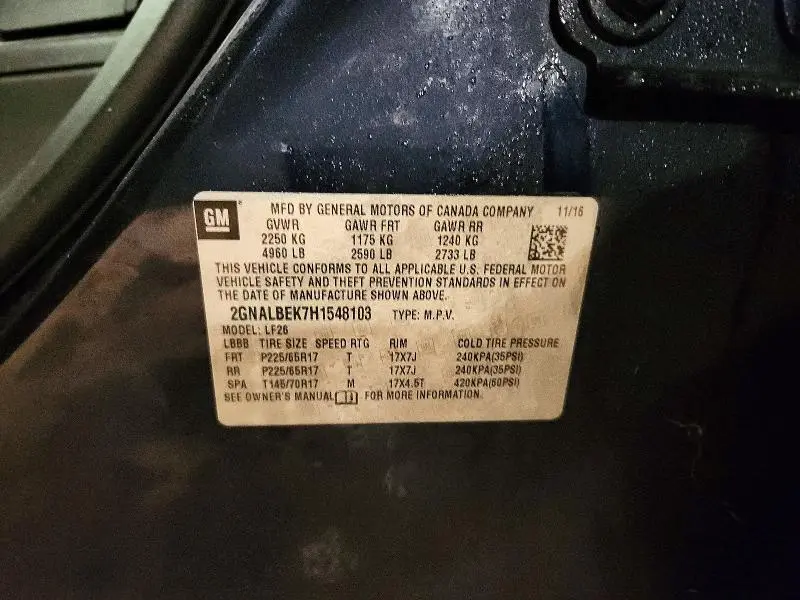 GM
MFD BY GENERAL MOTORS OF CANADA COMPANY 11/16
GVWR GAWR FRT GAWR RR
2250 KG 1175 KG 1240 KG
4960 LB 2590 LB 2733 LB
THIS VEHICLE CONFORMS TO ALL APPLICABLE U.S. FEDERAL MOTOR
VEHICLE SAFETY AND THEFT PREVENTION STANDARDS IN EFFECT ON
THE DATE OF MANUFACTURE SHOWN ABOVE.
2GNALBEK7H1548103 TYPE: M.P.V.
MODEL: LF26
LBBB TIRE SIZE SPEED RTG RIM COLD TIRE PRESSURE
FRT P225/65R17 T 17X7J 240KPA(35PSI)
RR P225/65R17 T 17X7J 240KPA(35PSI)
SPA T145/70R17 M 17X4.5T 420KPA(60PSI)
SEE OWNER'S MANUAL FOR MORE INFORMATION.